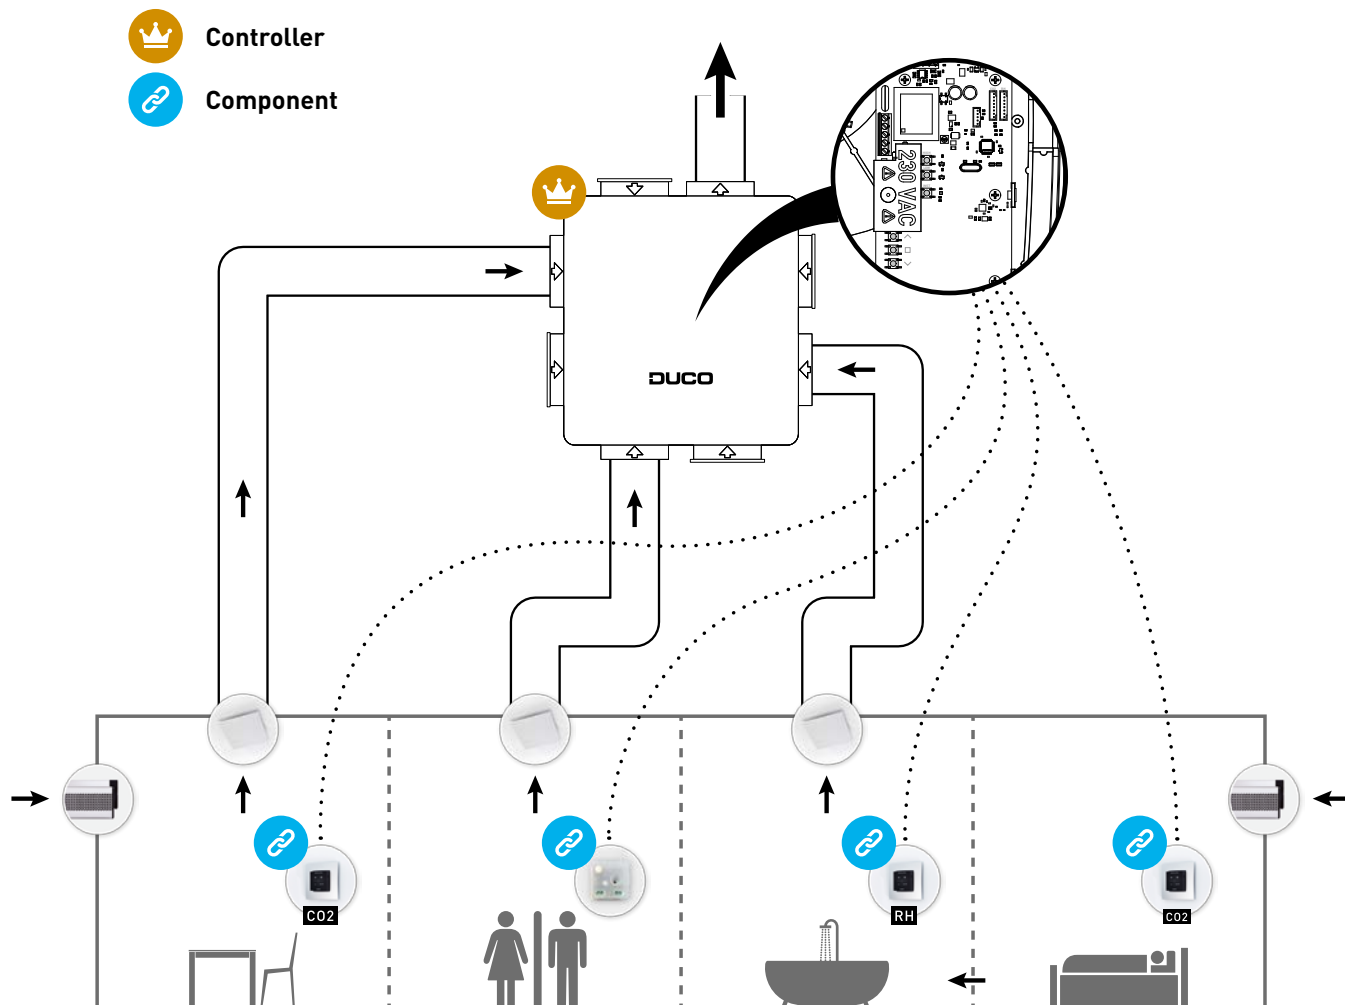 Controller
Component
230 VAC
DUCO
CO2
RH
CO2